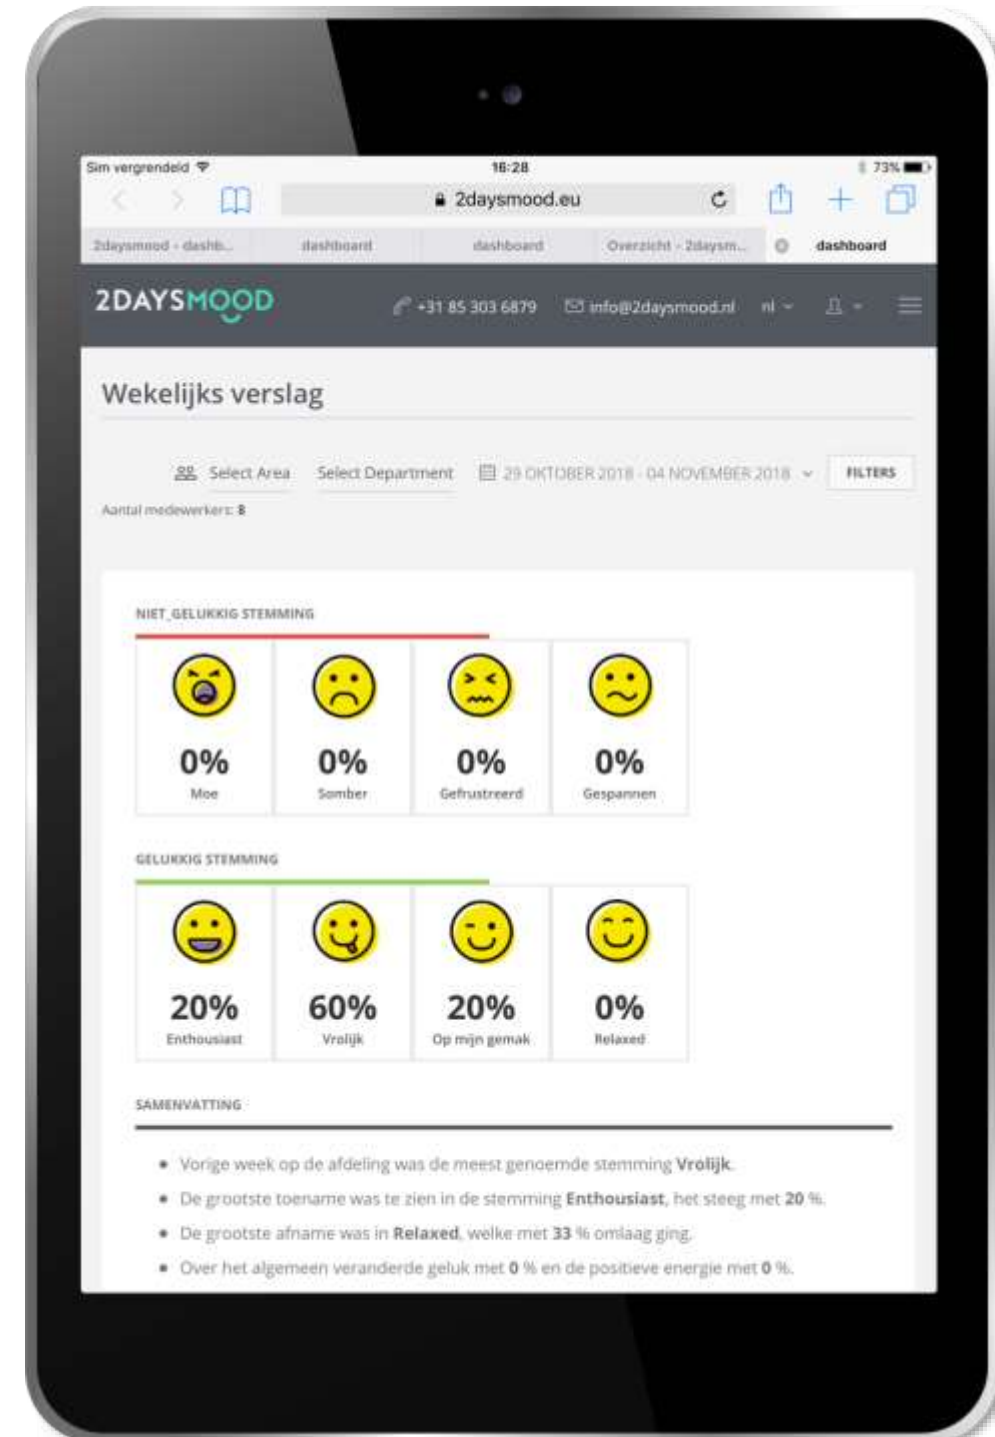 Sim vergrendeld 16:28 73%
2daysmood.eu
2daysmood - dashb... dashboard dashboard Overzicht - 2daysm... dashboard
2DAYSMOOD +31 85 303 6879 info@2daysmood.nl nl
Wekelijks verslag
Select Area Select Department 29 OKTOBER 2018 - 04 NOVEMBER 2018 FILTERS
Aantal medewerkers: 8
NIET_GELUKKIG STEMMING
0% 0% 0% 0%
Moe Somber Gefrustreerd Gespannen
GELUKKIG STEMMING
20% 60% 20% 0%
Enthousiast Vrolijk Op mijn gemak Relaxed
SAMENVATTING
• Vorige week op de afdeling was de meest genoemde stemming Vrolijk.
• De grootste toename was te zien in de stemming Enthousiast, het steeg met 20 %.
• De grootste afname was in Relaxed, welke met 33 % omlaag ging.
• Over het algemeen veranderde geluk met 0 % en de positieve energie met 0 %.